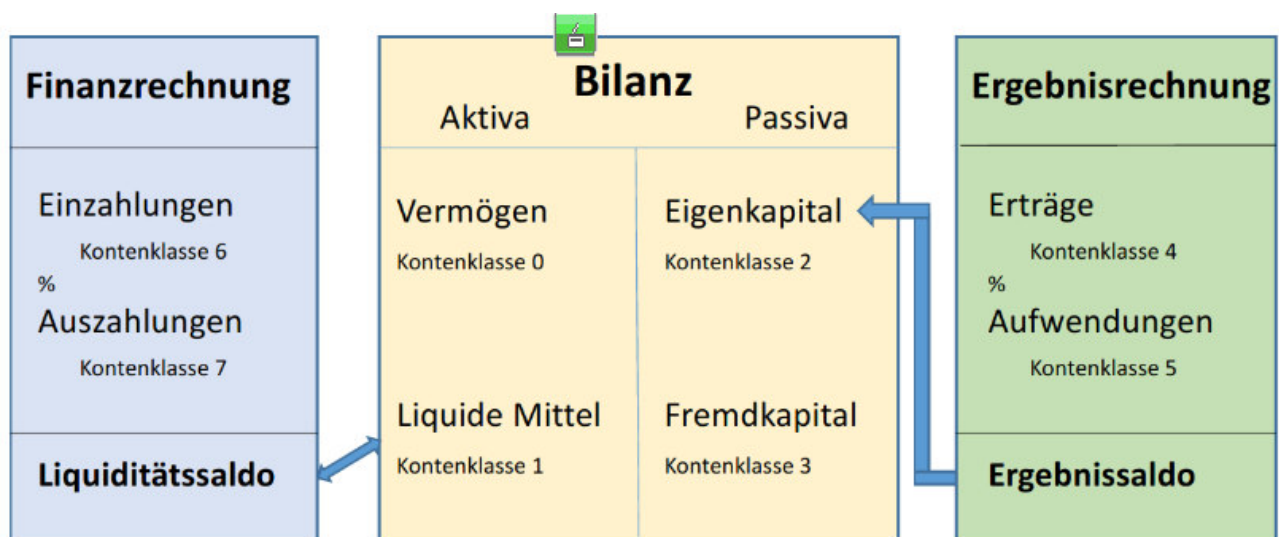 Finanzrechnung
Einzahlungen
Kontenklasse 6
%
Auszahlungen
Kontenklasse 7
Liquiditätssaldo
Bilanz
Aktiva
Passiva
Vermögen
Kontenklasse 0
Eigenkapital
Kontenklasse 2
Liquide Mittel
Kontenklasse 1
Fremdkapital
Kontenklasse 3
Ergebnisrechnung
Erträge
Kontenklasse 4
%
Aufwendungen
Kontenklasse 5
Ergebnissaldo